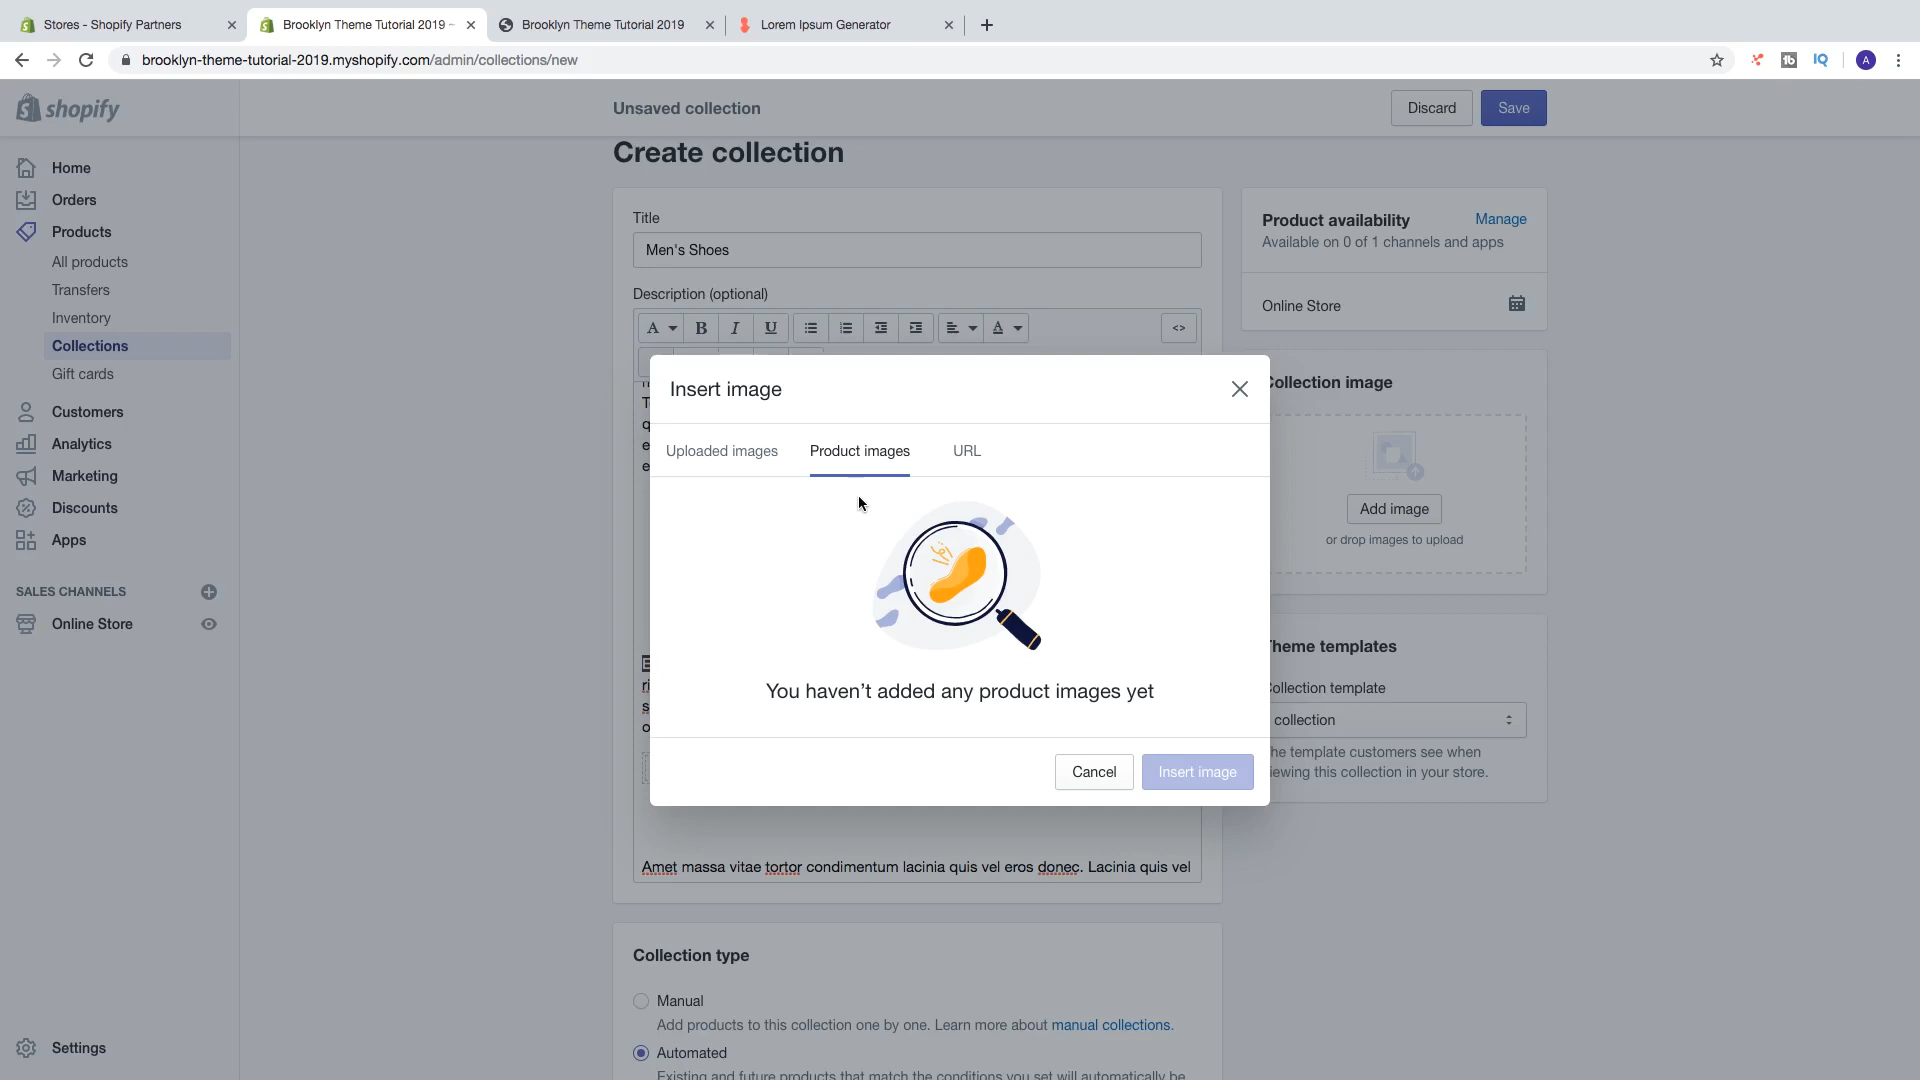 Stores - Shopify Partners
Brooklyn Theme Tutorial 2019 ~
Brooklyn Theme Tutorial 2019
Lorem Ipsum Generator
brooklyn-theme-tutorial-2019.myshopify.com/admin/collections/new
IQ
A
shopify
Unsaved collection
Discard
Save
Home
Orders
Products
All products
Transfers
Inventory
Collections
Gift cards
Customers
Analytics
Marketing
Discounts
Apps
SALES CHANNELS
Online Store
Settings
Create collection
Title
Men's Shoes
Description (optional)
A B I U A <>
Insert image
Uploaded images
Product images
URL
You haven't added any product images yet
Cancel
Insert image
Amet massa vitae tortor condimentum lacinia quis vel eros donec. Lacinia quis vel
Collection type
Manual
Add products to this collection one by one. Learn more about manual collections.
Automated
Existing and future products that match the conditions you set will automatically be
Product availability
Manage
Available on 0 of 1 channels and apps
Online Store
ollection image
Add image
or drop images to upload
heme templates
ollection template
collection
he template customers see when
iewing this collection in your store.